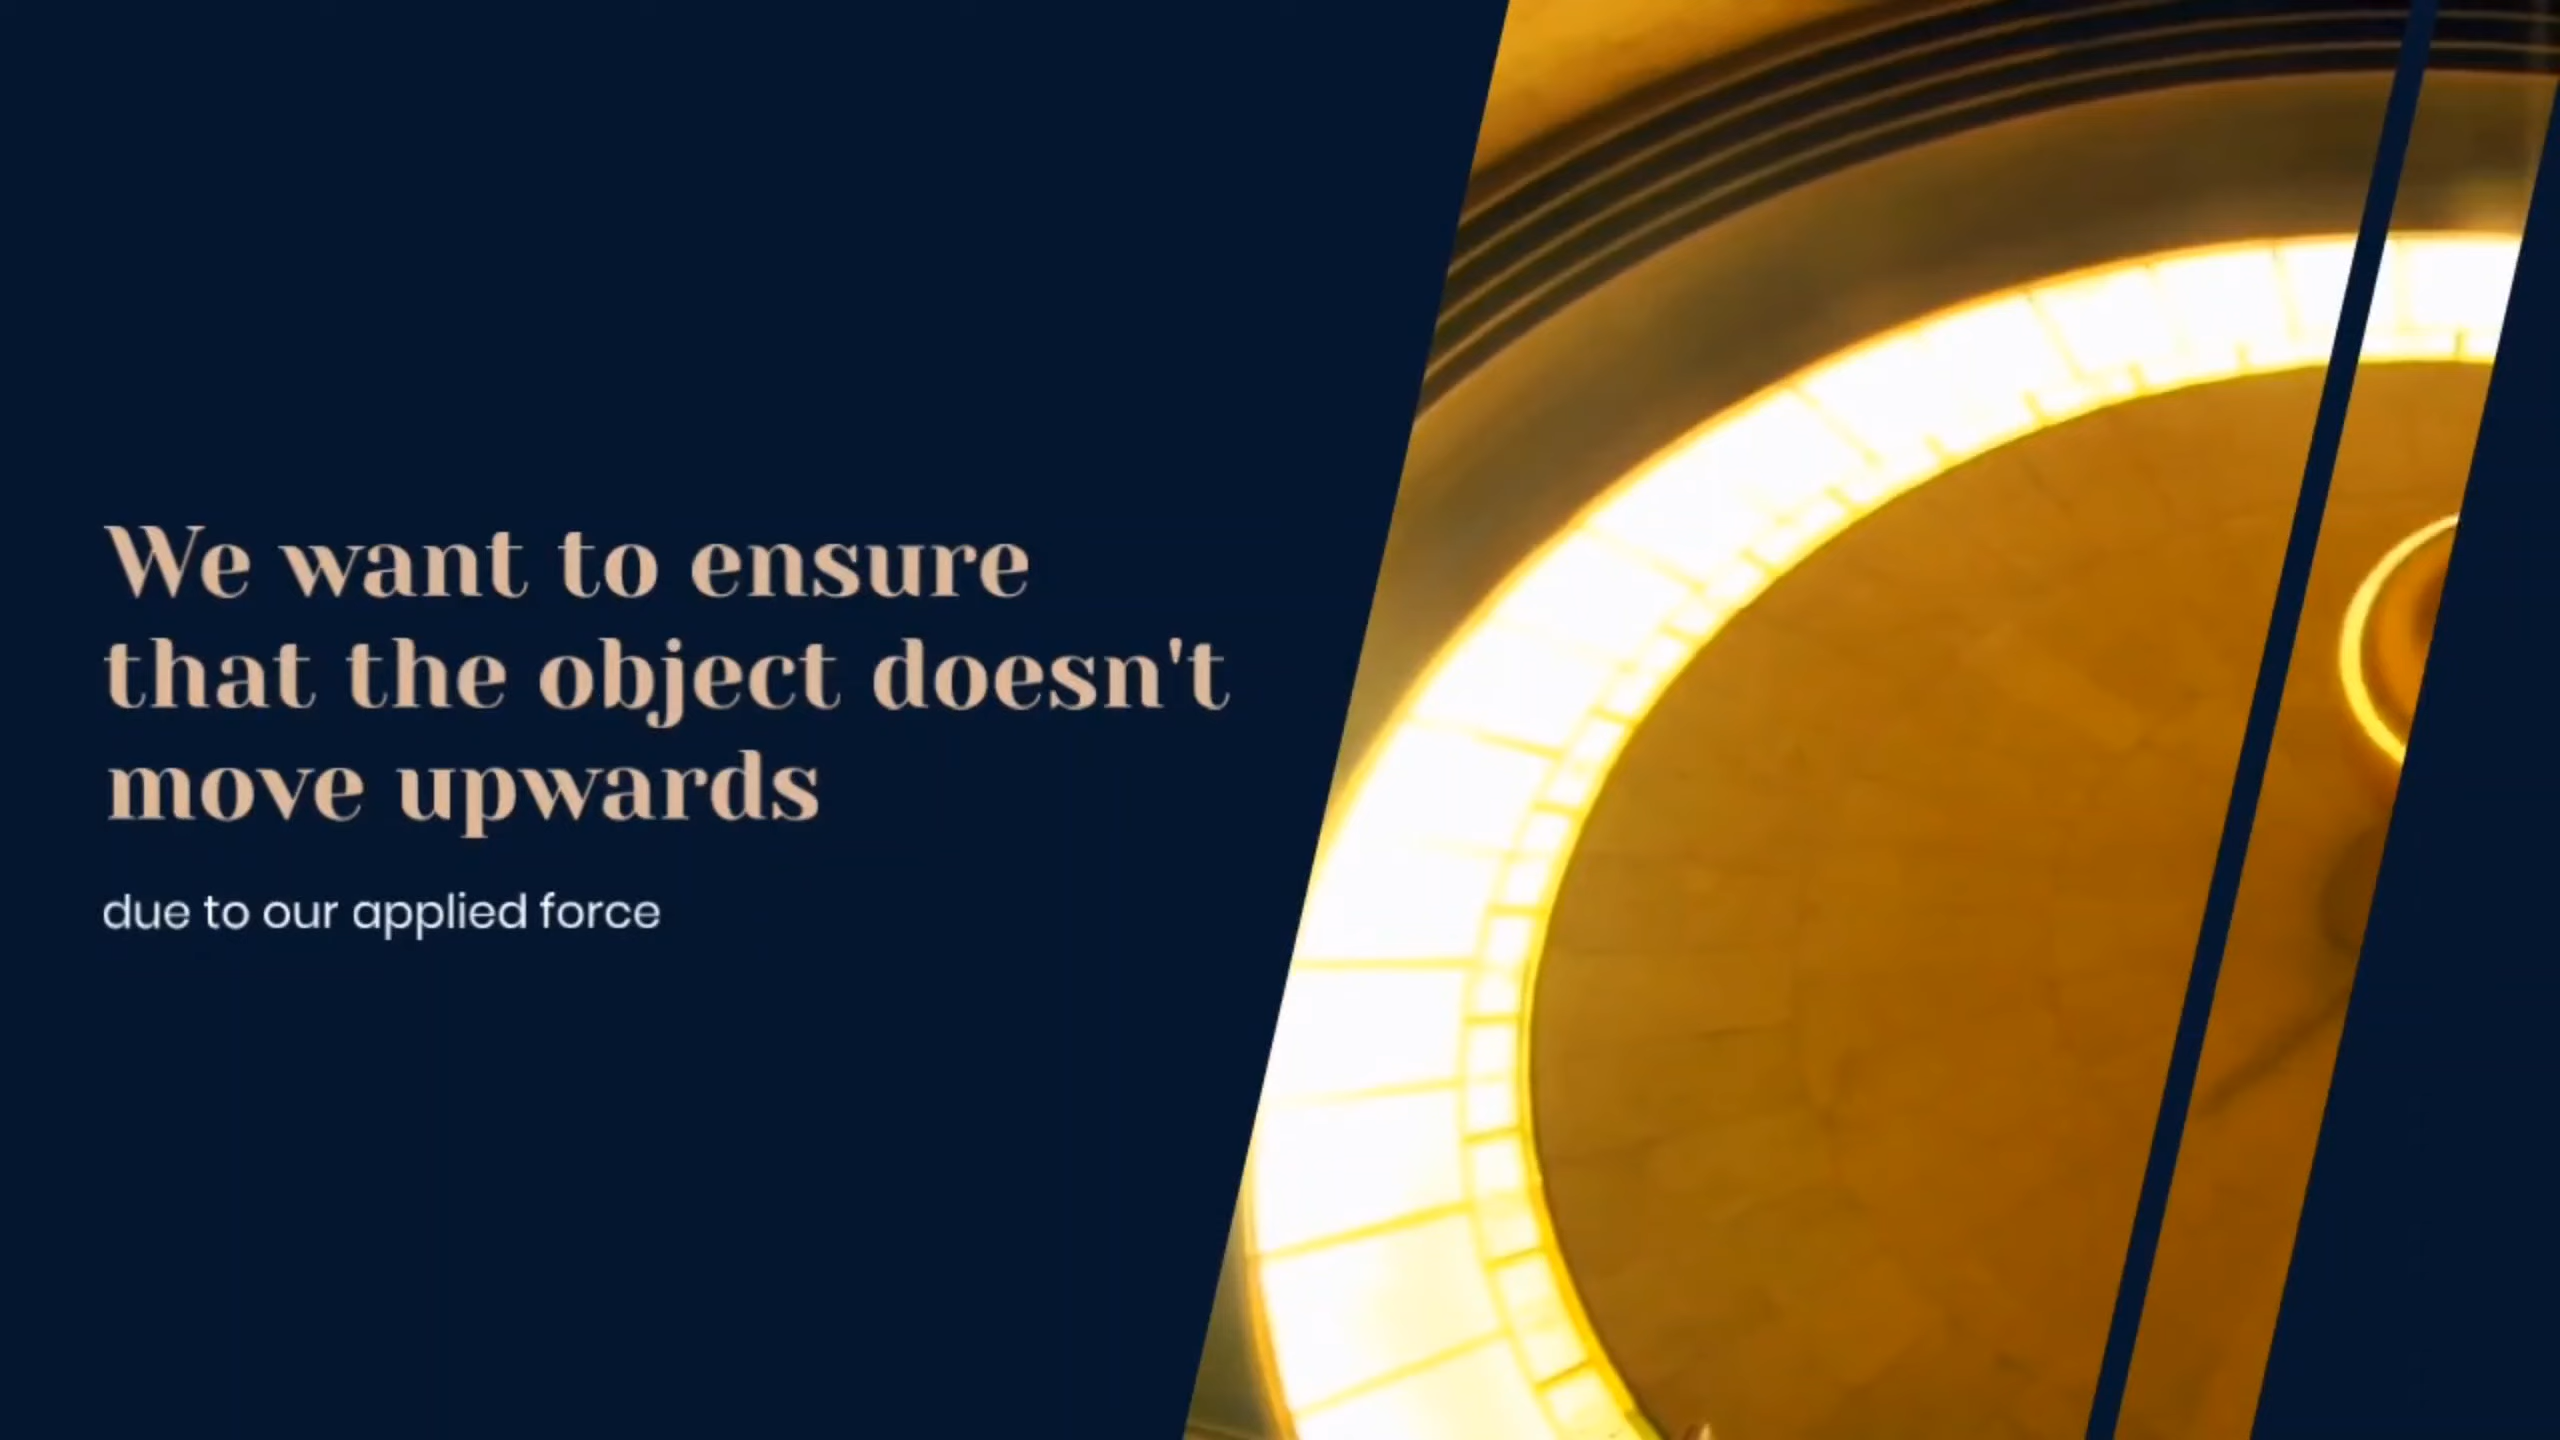 We want to ensure
that the object doesn't
move upwards
due to our applied force